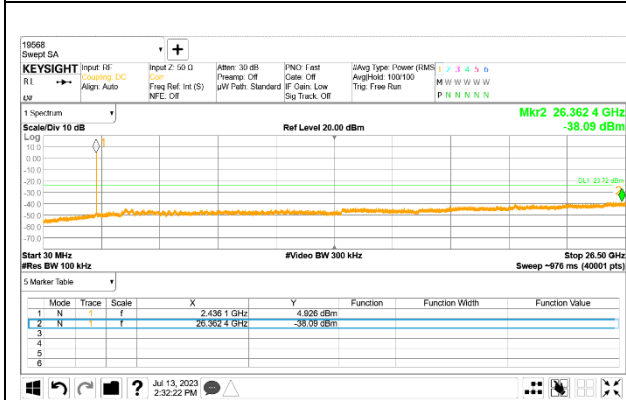 19568
Swept SA
KEYSIGHT
RL
Input: RF
Coupling: DC
Align: Auto
Input Z: 50 Ω
Corr
Freq Ref: Int (S)
NFE: Off
Atten: 30 dB
Preamp: Off
µW Path: Standard
PNO: Fast
Gate: Off
IF Gain: Low
Sig Track: Off
#Avg Type: Power (RMS
Avg|Hold: 100/100
Trig: Free Run
1 2 3 4 5 6
M W W W W W
P N N N N N
1 Spectrum
Scale/Div 10 dB
Ref Level 20.00 dBm
Mkr2 26.362 4 GHz
-38.09 dBm
Log
10.0
0.00
-10.0
-20.0
-30.0
-40.0
-50.0
-60.0
-70.0
1
2
Start 30 MHz
#Video BW 300 kHz
Stop 26.50 GHz
#Res BW 100 kHz
Sweep ~976 ms (40001 pts)
5 Marker Table
Mode Trace Scale X Y Function Function Width Function Value
1 N 1 f 2.436 1 GHz 4.926 dBm
2 N 1 f 26.362 4 GHz -38.09 dBm
3
4
5
6
?
Jul 13, 2023
2:32:22 PM